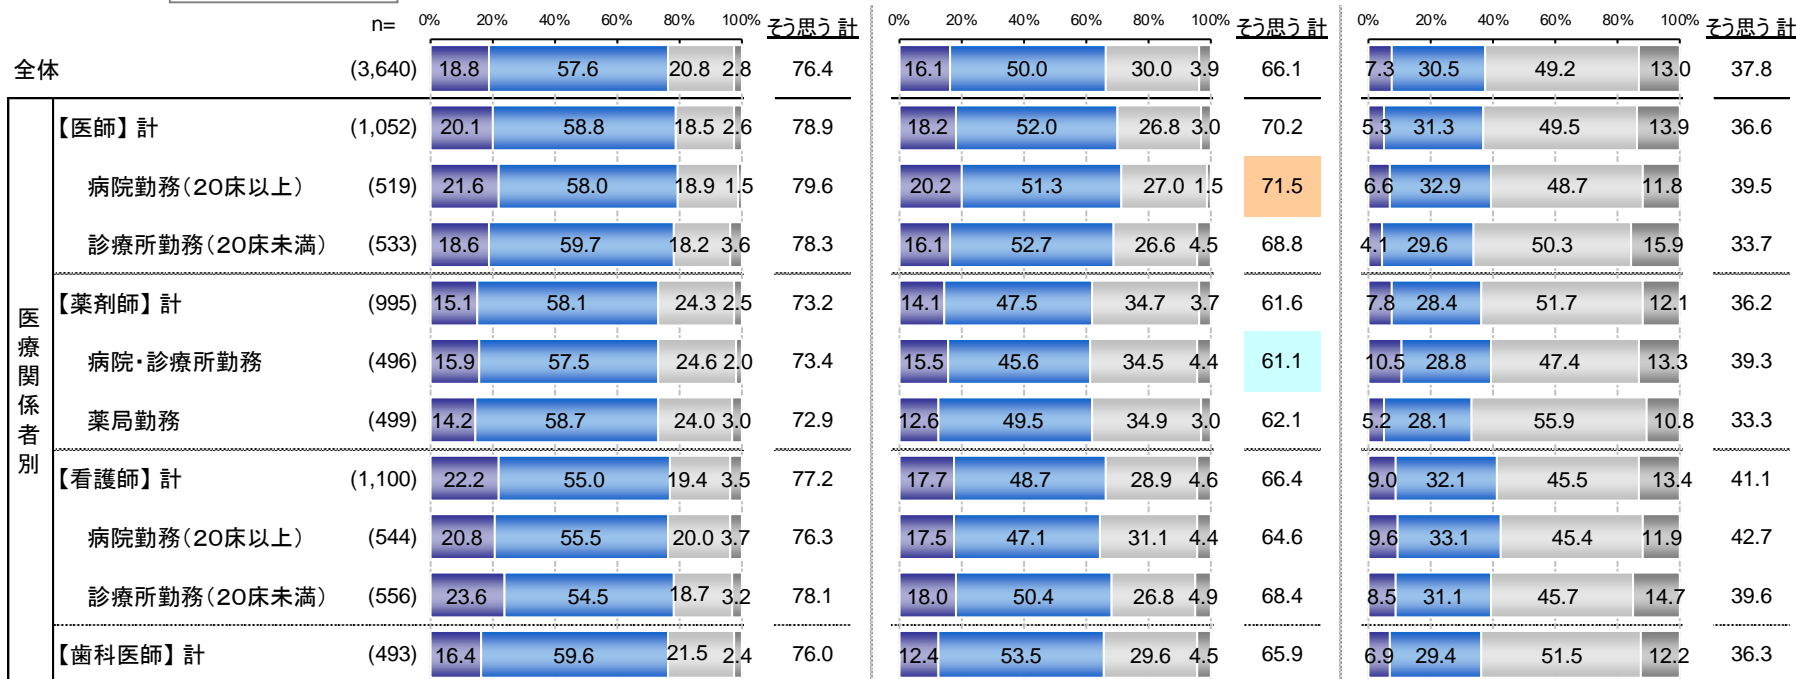 n= 0% 20% 40% 60% 80% 100% そう思う 計 0% 20% 40% 60% 80% 100% そう思う 計 0% 20% 40% 60% 80% 100% そう思う 計
全体 (3,640) 18.8 57.6 20.8 2.8 76.4 16.1 50.0 30.0 3.9 66.1 7.3 30.5 49.2 13.0 37.8
医療関係者別
【医師】計 (1,052) 20.1 58.8 18.5 2.6 78.9 18.2 52.0 26.8 3.0 70.2 5.3 31.3 49.5 13.9 36.6
病院勤務(20床以上) (519) 21.6 58.0 18.9 1.5 79.6 20.2 51.3 27.0 1.5 71.5 6.6 32.9 48.7 11.8 39.5
診療所勤務(20床未満) (533) 18.6 59.7 18.2 3.6 78.3 16.1 52.7 26.6 4.5 68.8 4.1 29.6 50.3 15.9 33.7
【薬剤師】計 (995) 15.1 58.1 24.3 2.5 73.2 14.1 47.5 34.7 3.7 61.6 7.8 28.4 51.7 12.1 36.2
病院・診療所勤務 (496) 15.9 57.5 24.6 2.0 73.4 15.5 45.6 34.5 4.4 61.1 10.5 28.8 47.4 13.3 39.3
薬局勤務 (499) 14.2 58.7 24.0 3.0 72.9 12.6 49.5 34.9 3.0 62.1 5.2 28.1 55.9 10.8 33.3
【看護師】計 (1,100) 22.2 55.0 19.4 3.5 77.2 17.7 48.7 28.9 4.6 66.4 9.0 32.1 45.5 13.4 41.1
病院勤務(20床以上) (544) 20.8 55.5 20.0 3.7 76.3 17.5 47.1 31.1 4.4 64.6 9.6 33.1 45.4 11.9 42.7
診療所勤務(20床未満) (556) 23.6 54.5 18.7 3.2 78.1 18.0 50.4 26.8 4.9 68.4 8.5 31.1 45.7 14.7 39.6
【歯科医師】計 (493) 16.4 59.6 21.5 2.4 76.0 12.4 53.5 29.6 4.5 65.9 6.9 29.4 51.5 12.2 36.3